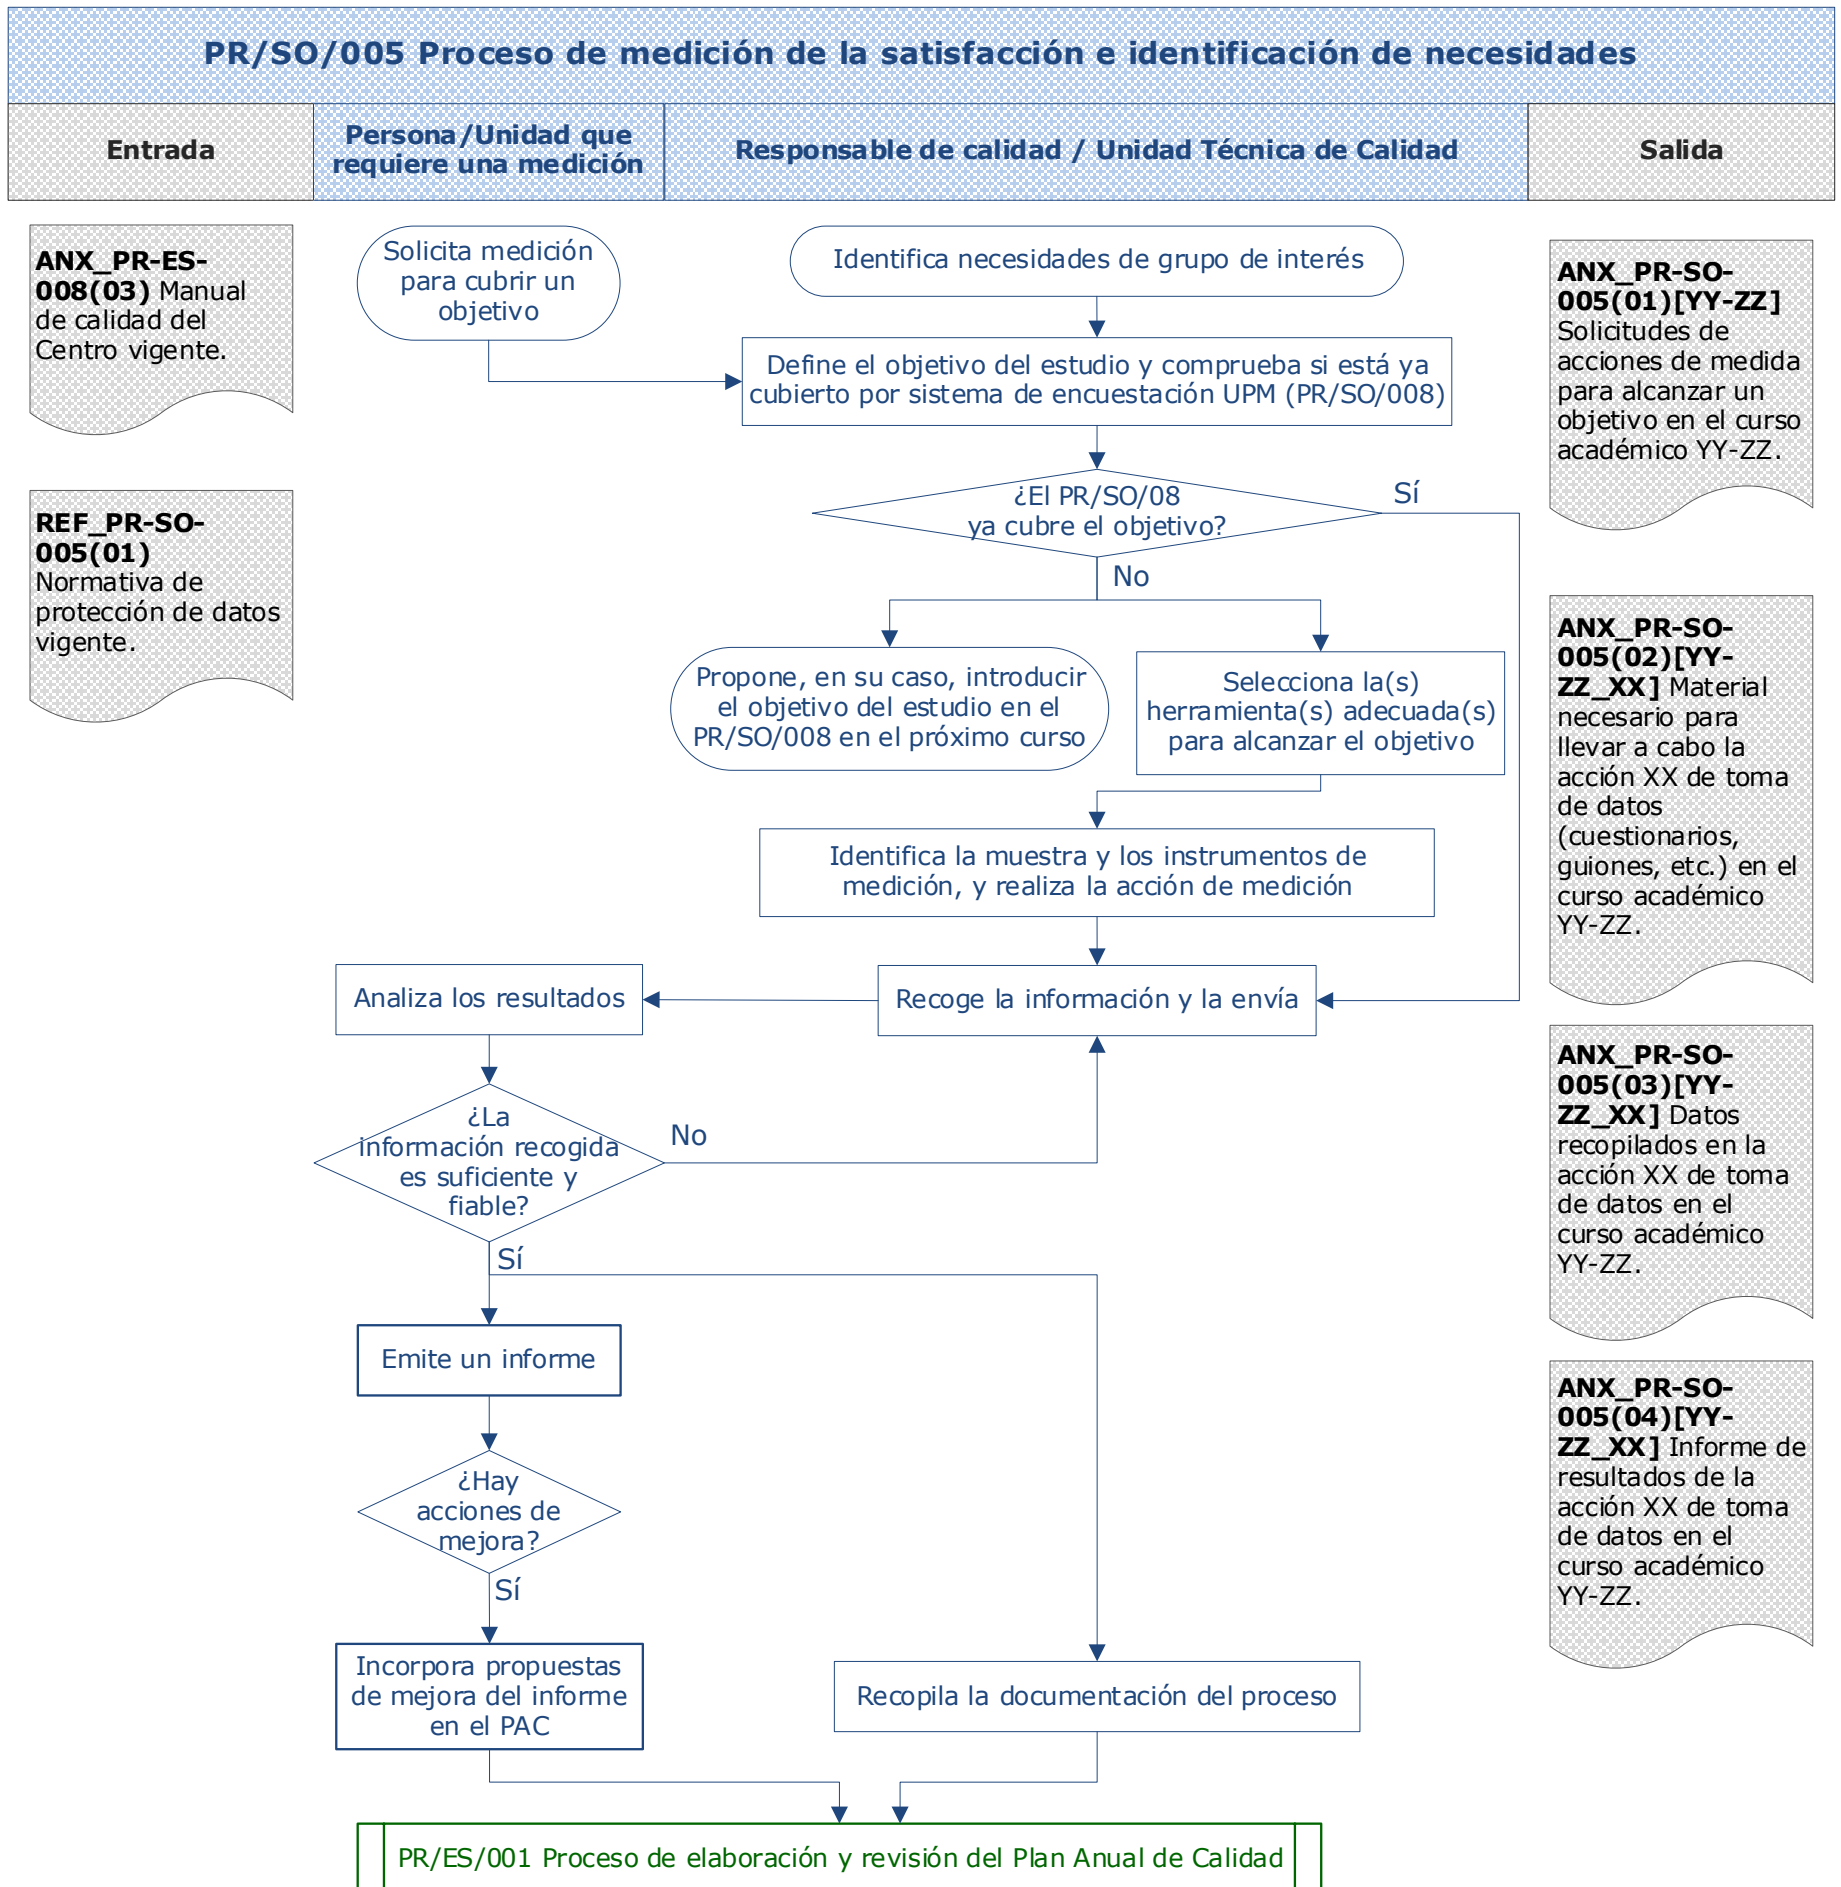 PR/SO/005 Proceso de medición de la satisfacción e identificación de necesidades
Entrada
Persona/Unidad que
requiere una medición
Responsable de calidad / Unidad Técnica de Calidad
Salida
ANX_PR-ES-
008(03) Manual
de calidad del
Centro vigente.
REF_PR-SO-
005(01)
Normativa de
protección de datos
vigente.
Solicita medición
para cubrir un
objetivo
Identifica necesidades de grupo de interés
Define el objetivo del estudio y comprueba si está ya
cubierto por sistema de encuestación UPM (PR/SO/008)
¿El PR/SO/08
ya cubre el objetivo?
Sí
No
Propone, en su caso, introducir
el objetivo del estudio en el
PR/SO/008 en el próximo curso
Selecciona la(s)
herramienta(s) adecuada(s)
para alcanzar el objetivo
Identifica la muestra y los instrumentos de
medición, y realiza la acción de medición
Analiza los resultados
Recoge la información y la envía
¿La
información recogida
es suficiente y
fiable?
No
Sí
Emite un informe
¿Hay
acciones de
mejora?
Sí
Incorpora propuestas
de mejora del informe
en el PAC
Recopila la documentación del proceso
PR/ES/001 Proceso de elaboración y revisión del Plan Anual de Calidad
ANX_PR-SO-
005(01)[YY-ZZ]
Solicitudes de
acciones de medida
para alcanzar un
objetivo en el curso
académico YY-ZZ.
ANX_PR-SO-
005(02)[YY-
ZZ_XX] Material
necesario para
llevar a cabo la
acción XX de toma
de datos
(cuestionarios,
guiones, etc.) en el
curso académico
YY-ZZ.
ANX_PR-SO-
005(03)[YY-
ZZ_XX] Datos
recopilados en la
acción XX de toma
de datos en el
curso académico
YY-ZZ.
ANX_PR-SO-
005(04)[YY-
ZZ_XX] Informe de
resultados de la
acción XX de toma
de datos en el
curso académico
YY-ZZ.